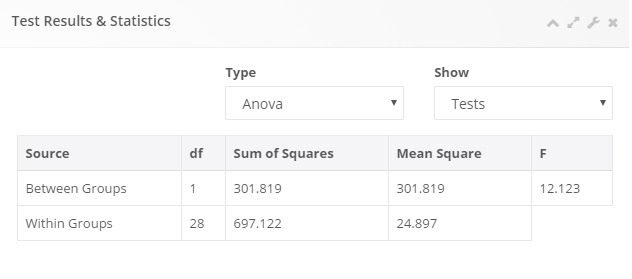 Test Results & Statistics
Type Show
Anova Tests
Source df Sum of Squares Mean Square F
Between Groups 1 301.819 301.819 12.123
Within Groups 28 697.122 24.897